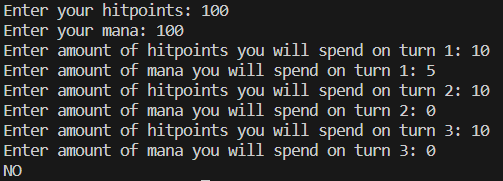 Enter your hitpoints: 100
Enter your mana: 100
Enter amount of hitpoints you will spend on turn 1: 10
Enter amount of mana you will spend on turn 1: 5
Enter amount of hitpoints you will spend on turn 2: 10
Enter amount of mana you will spend on turn 2: 0
Enter amount of hitpoints you will spend on turn 3: 10
Enter amount of mana you will spend on turn 3: 0
NO